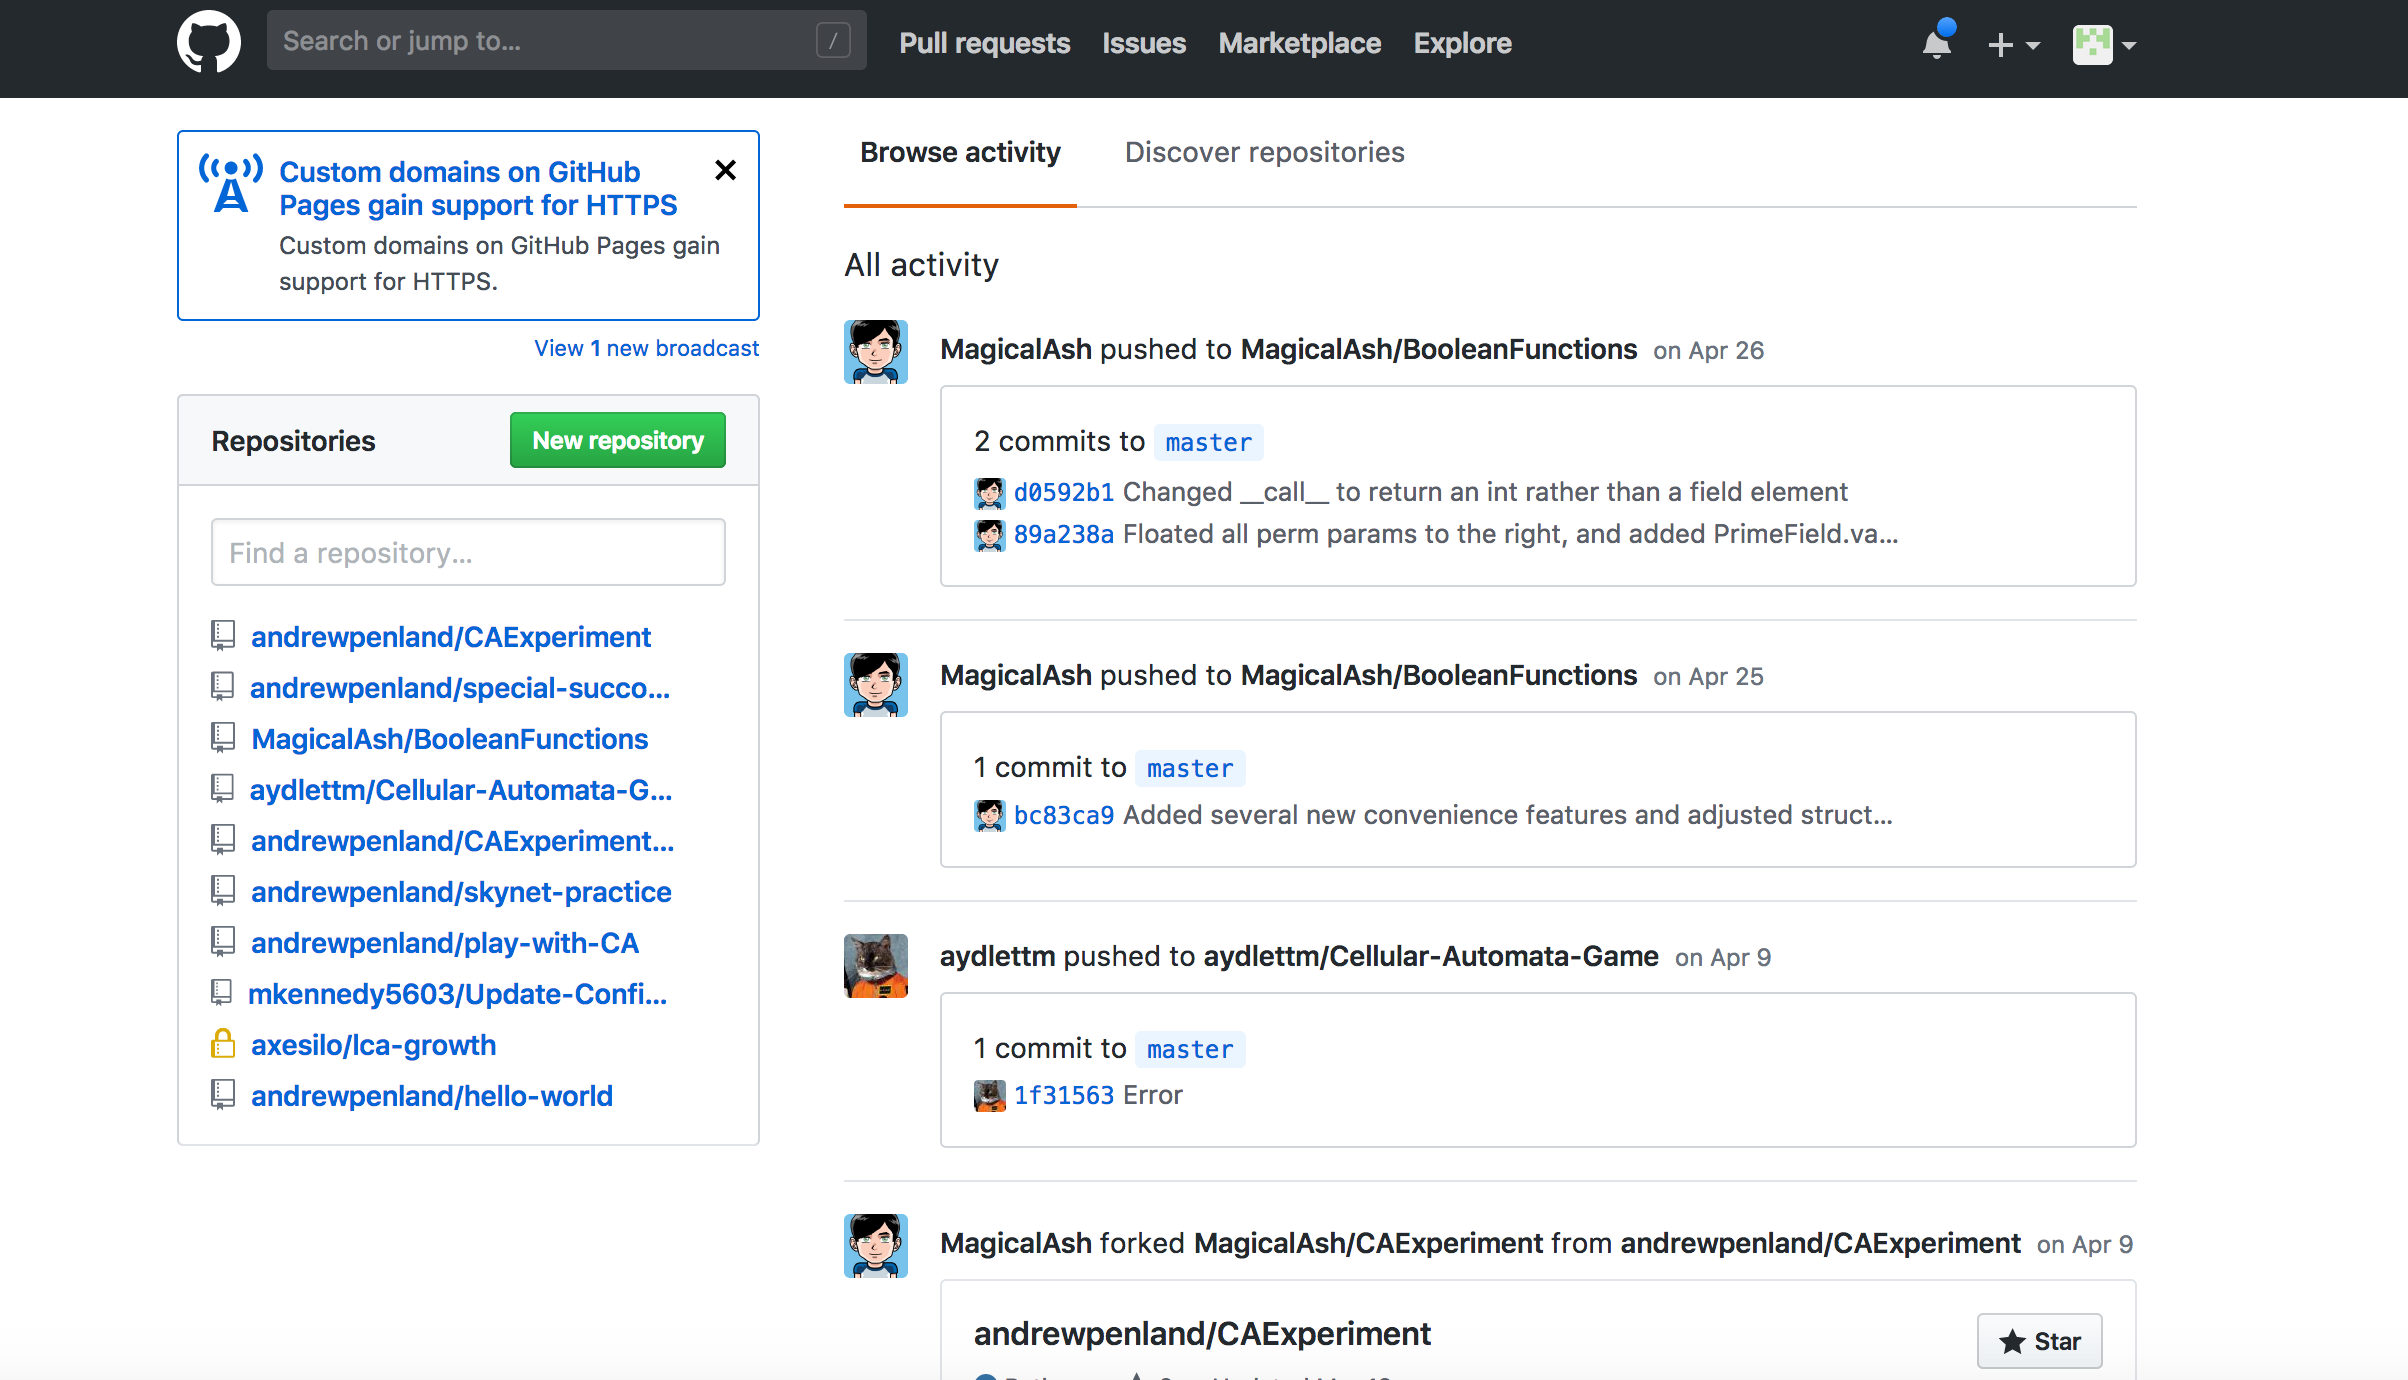 Search or jump to... /
Pull requests Issues Marketplace Explore
Custom domains on GitHub
Pages gain support for HTTPS
Custom domains on GitHub Pages gain
support for HTTPS.
View 1 new broadcast
Repositories New repository
Find a repository...
andrewpenland/CAExperiment
andrewpenland/special-succo...
MagicalAsh/BooleanFunctions
aydlettm/Cellular-Automata-G...
andrewpenland/CAExperiment...
andrewpenland/skynet-practice
andrewpenland/play-with-CA
mkennedy5603/Update-Confi...
axesilo/lca-growth
andrewpenland/hello-world
Browse activity Discover repositories
All activity
MagicalAsh pushed to MagicalAsh/BooleanFunctions on Apr 26
2 commits to master
d0592b1 Changed __call__ to return an int rather than a field element
89a238a Floated all perm params to the right, and added PrimeField.va...
MagicalAsh pushed to MagicalAsh/BooleanFunctions on Apr 25
1 commit to master
bc83ca9 Added several new convenience features and adjusted struct...
aydlettm pushed to aydlettm/Cellular-Automata-Game on Apr 9
1 commit to master
1f31563 Error
MagicalAsh forked MagicalAsh/CAExperiment from andrewpenland/CAExperiment on Apr 9
andrewpenland/CAExperiment
Star